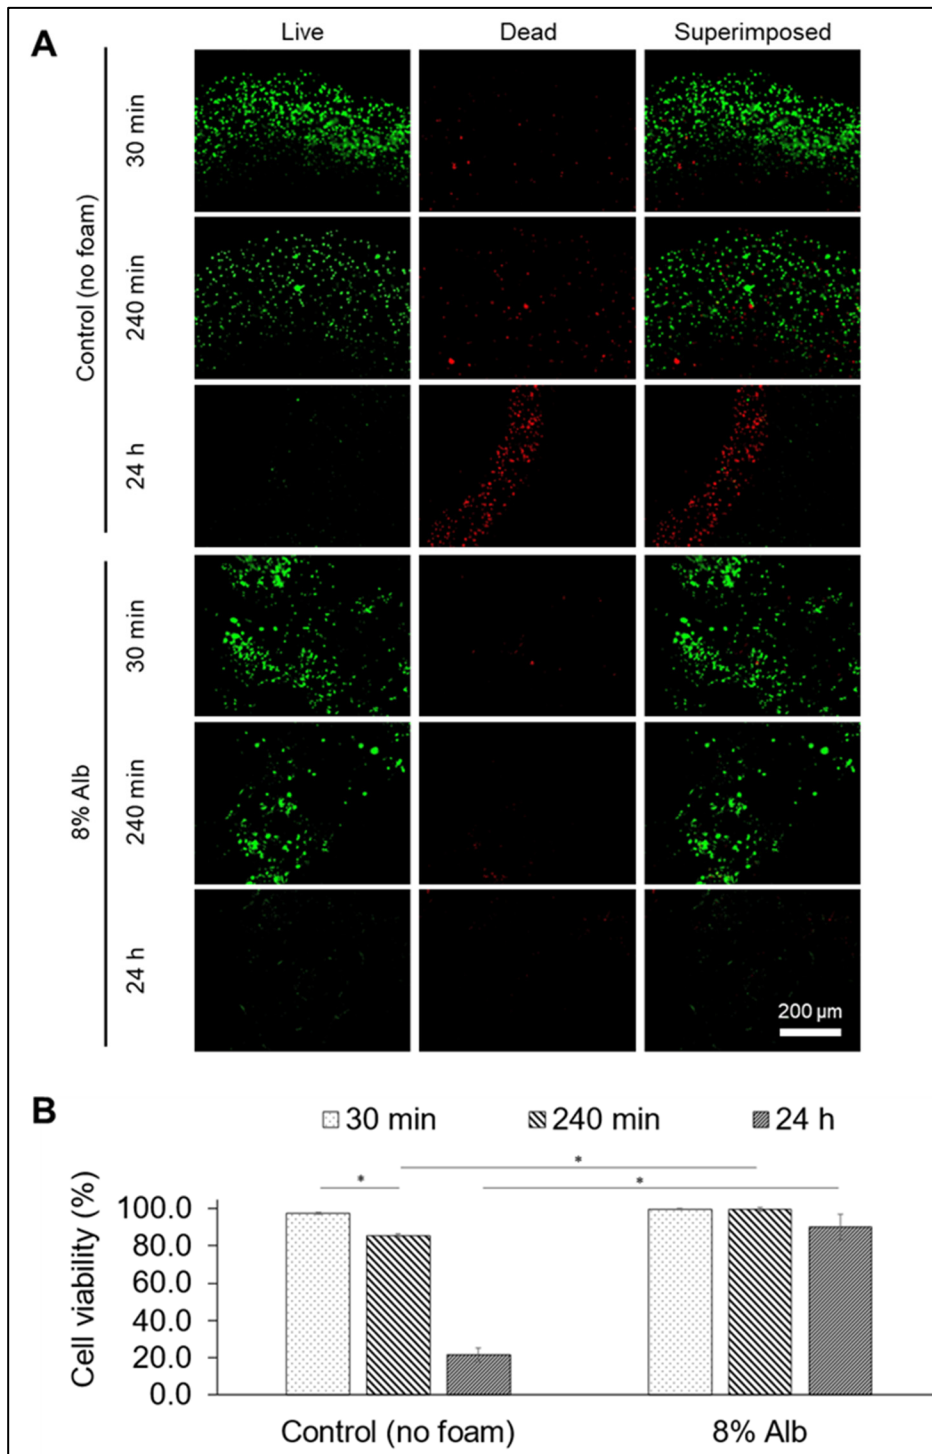 A
Live Dead Superimposed
Control (no foam)
30 min
240 min
24 h
8% Alb
30 min
240 min
24 h
200 µm
B
30 min 240 min 24 h
* 
*
*
Cell viability (%)
100.0
80.0
60.0
40.0
20.0
0.0
Control (no foam) 8% Alb